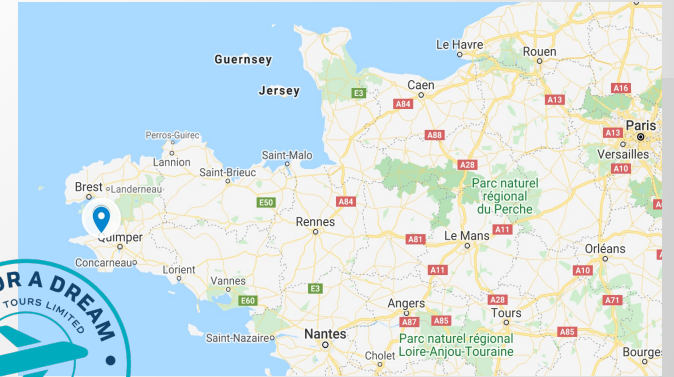 Le Havre
Rouen
Guernsey
Jersey
E3
Caen
A84
A13
A16
Paris
A13
Versailles
A10
A88
A28
Perros-Guirec
Lannion
Saint-Malo
Saint-Brieuc
Parc naturel
régional
du Perche
Brest
Landerneau
E50
A84
Rennes
Quimper
A81
Le Mans
A11
Orléans
Concarneau
Lorient
A11
A10
Vannes
E3
E60
Angers
A28
A71
Tours
A87
A85
A85
Saint-Nazaire
Nantes
Parc naturel régional
Loire-Anjou-Touraine
Cholet
Bourges
OR A DREAM
TOURS LIMITED